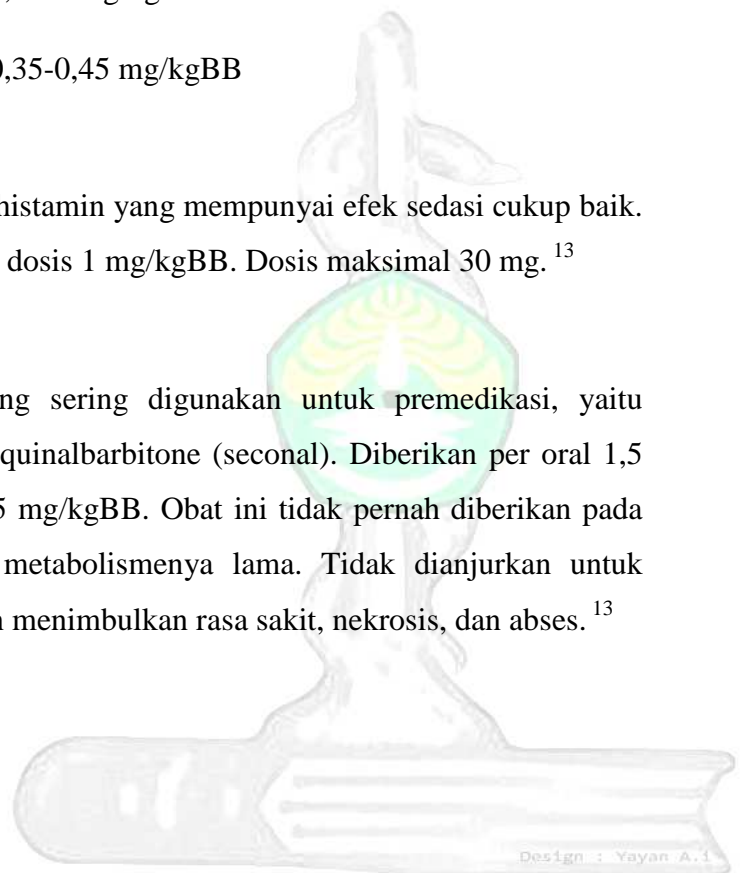 0,35-0,45 mg/kgBB
histamin yang mempunyai efek sedasi cukup baik.
dosis 1 mg/kgBB. Dosis maksimal 30 mg. 13
ng sering digunakan untuk premedikasi, yaitu
quinalbarbitone (seconal). Diberikan per oral 1,5
5 mg/kgBB. Obat ini tidak pernah diberikan pada
metabolismenya lama. Tidak dianjurkan untuk
n menimbulkan rasa sakit, nekrosis, dan abses. 13
Design : Yayan A.i